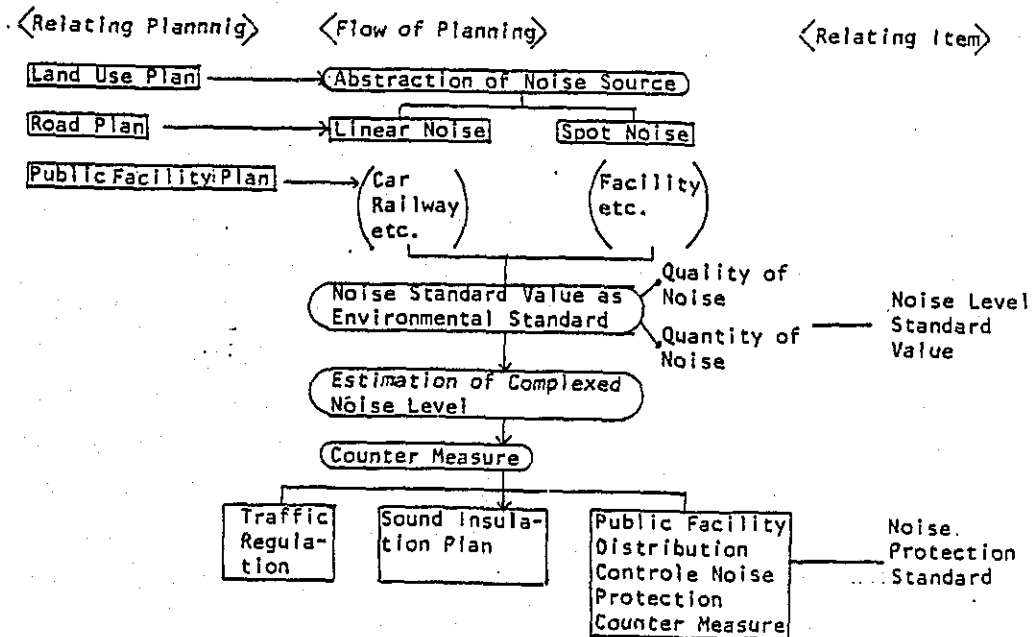 <Relating Plannnig>
<Flow of Planning>
<Relating Item>
Land Use Plan
Abstraction of Noise Source
Road Plan
Linear Noise
Spot Noise
Public Facility Plan
(Car
Railway
etc.)
(Facility
etc.)
Noise Standard Value as
Environmental Standard
Quality of
Noise
Quantity of
Noise
Noise Level
Standard
Value
Estimation of Complexed
Noise Level
Counter Measure
Traffic
Regula-
tion
Sound Insula-
tion Plan
Public Facility
Distribution
Controle Noise
Protection
Counter Measure
Noise.
Protection
Standard